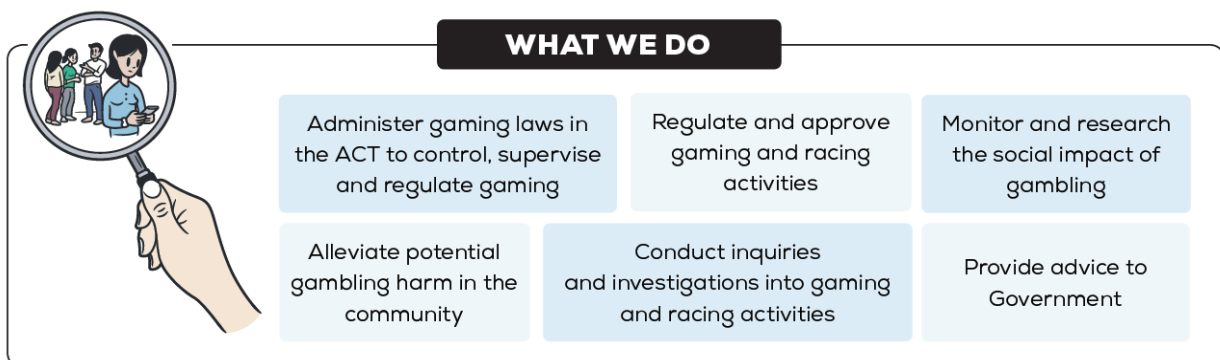 WHAT WE DO
Administer gaming laws in
the ACT to control, supervise
and regulate gaming
Regulate and approve
gaming and racing
activities
Monitor and research
the social impact of
gambling
Alleviate potential
gambling harm in the
community
Conduct inquiries
and investigations into gaming
and racing activities
Provide advice to
Government